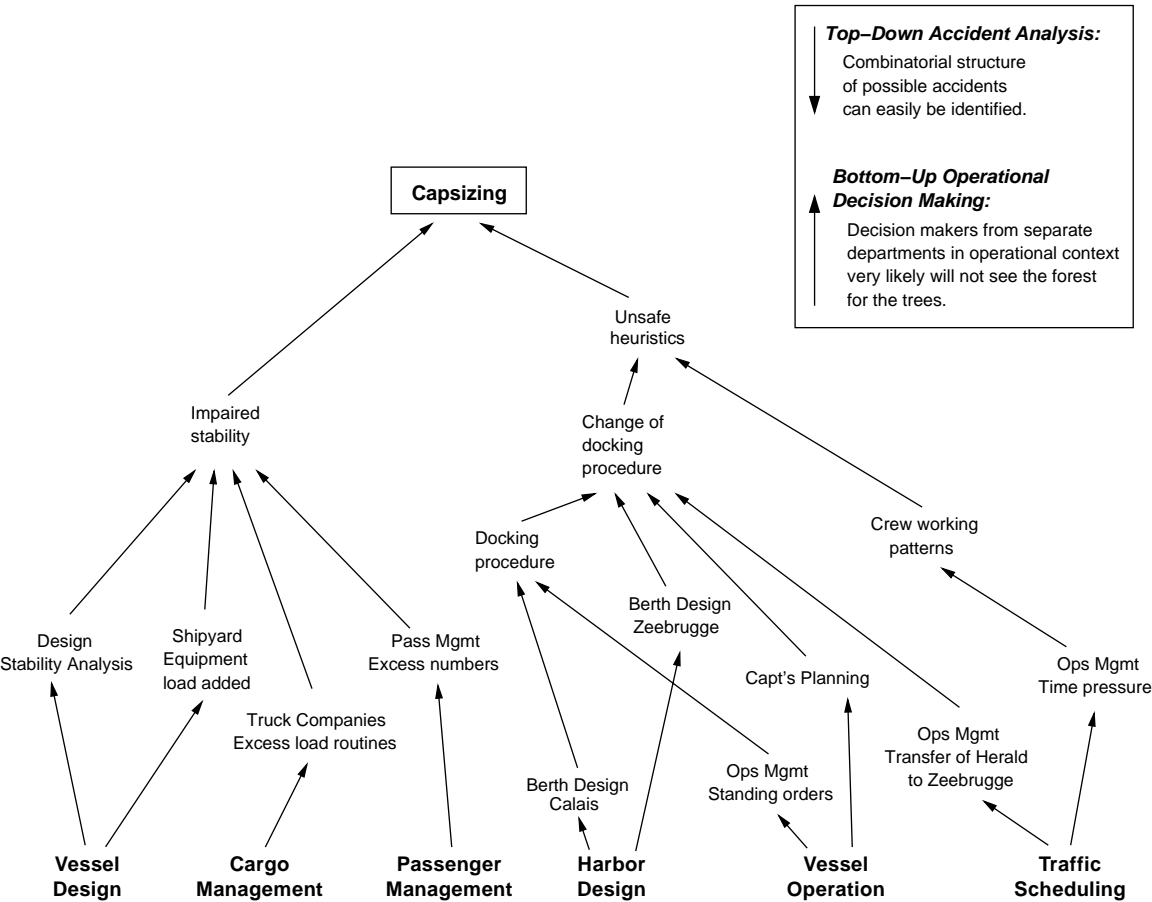 Top–Down Accident Analysis:
Combinatorial structure
of possible accidents
can easily be identified.
Bottom–Up Operational
Decision Making:
Decision makers from separate
departments in operational context
very likely will not see the forest
for the trees.
Capsizing
Unsafe
heuristics
Impaired
stability
Change of
docking
procedure
Crew working
patterns
Docking
procedure
Berth Design
Zeebrugge
Design
Stability Analysis
Shipyard
Equipment
load added
Truck Companies
Excess load routines
Pass Mgmt
Excess numbers
Berth Design
Calais
Ops Mgmt
Standing orders
Capt's Planning
Ops Mgmt
Transfer of Herald
to Zeebrugge
Ops Mgmt
Time pressure
Vessel
Design
Cargo
Management
Passenger
Management
Harbor
Design
Vessel
Operation
Traffic
Scheduling